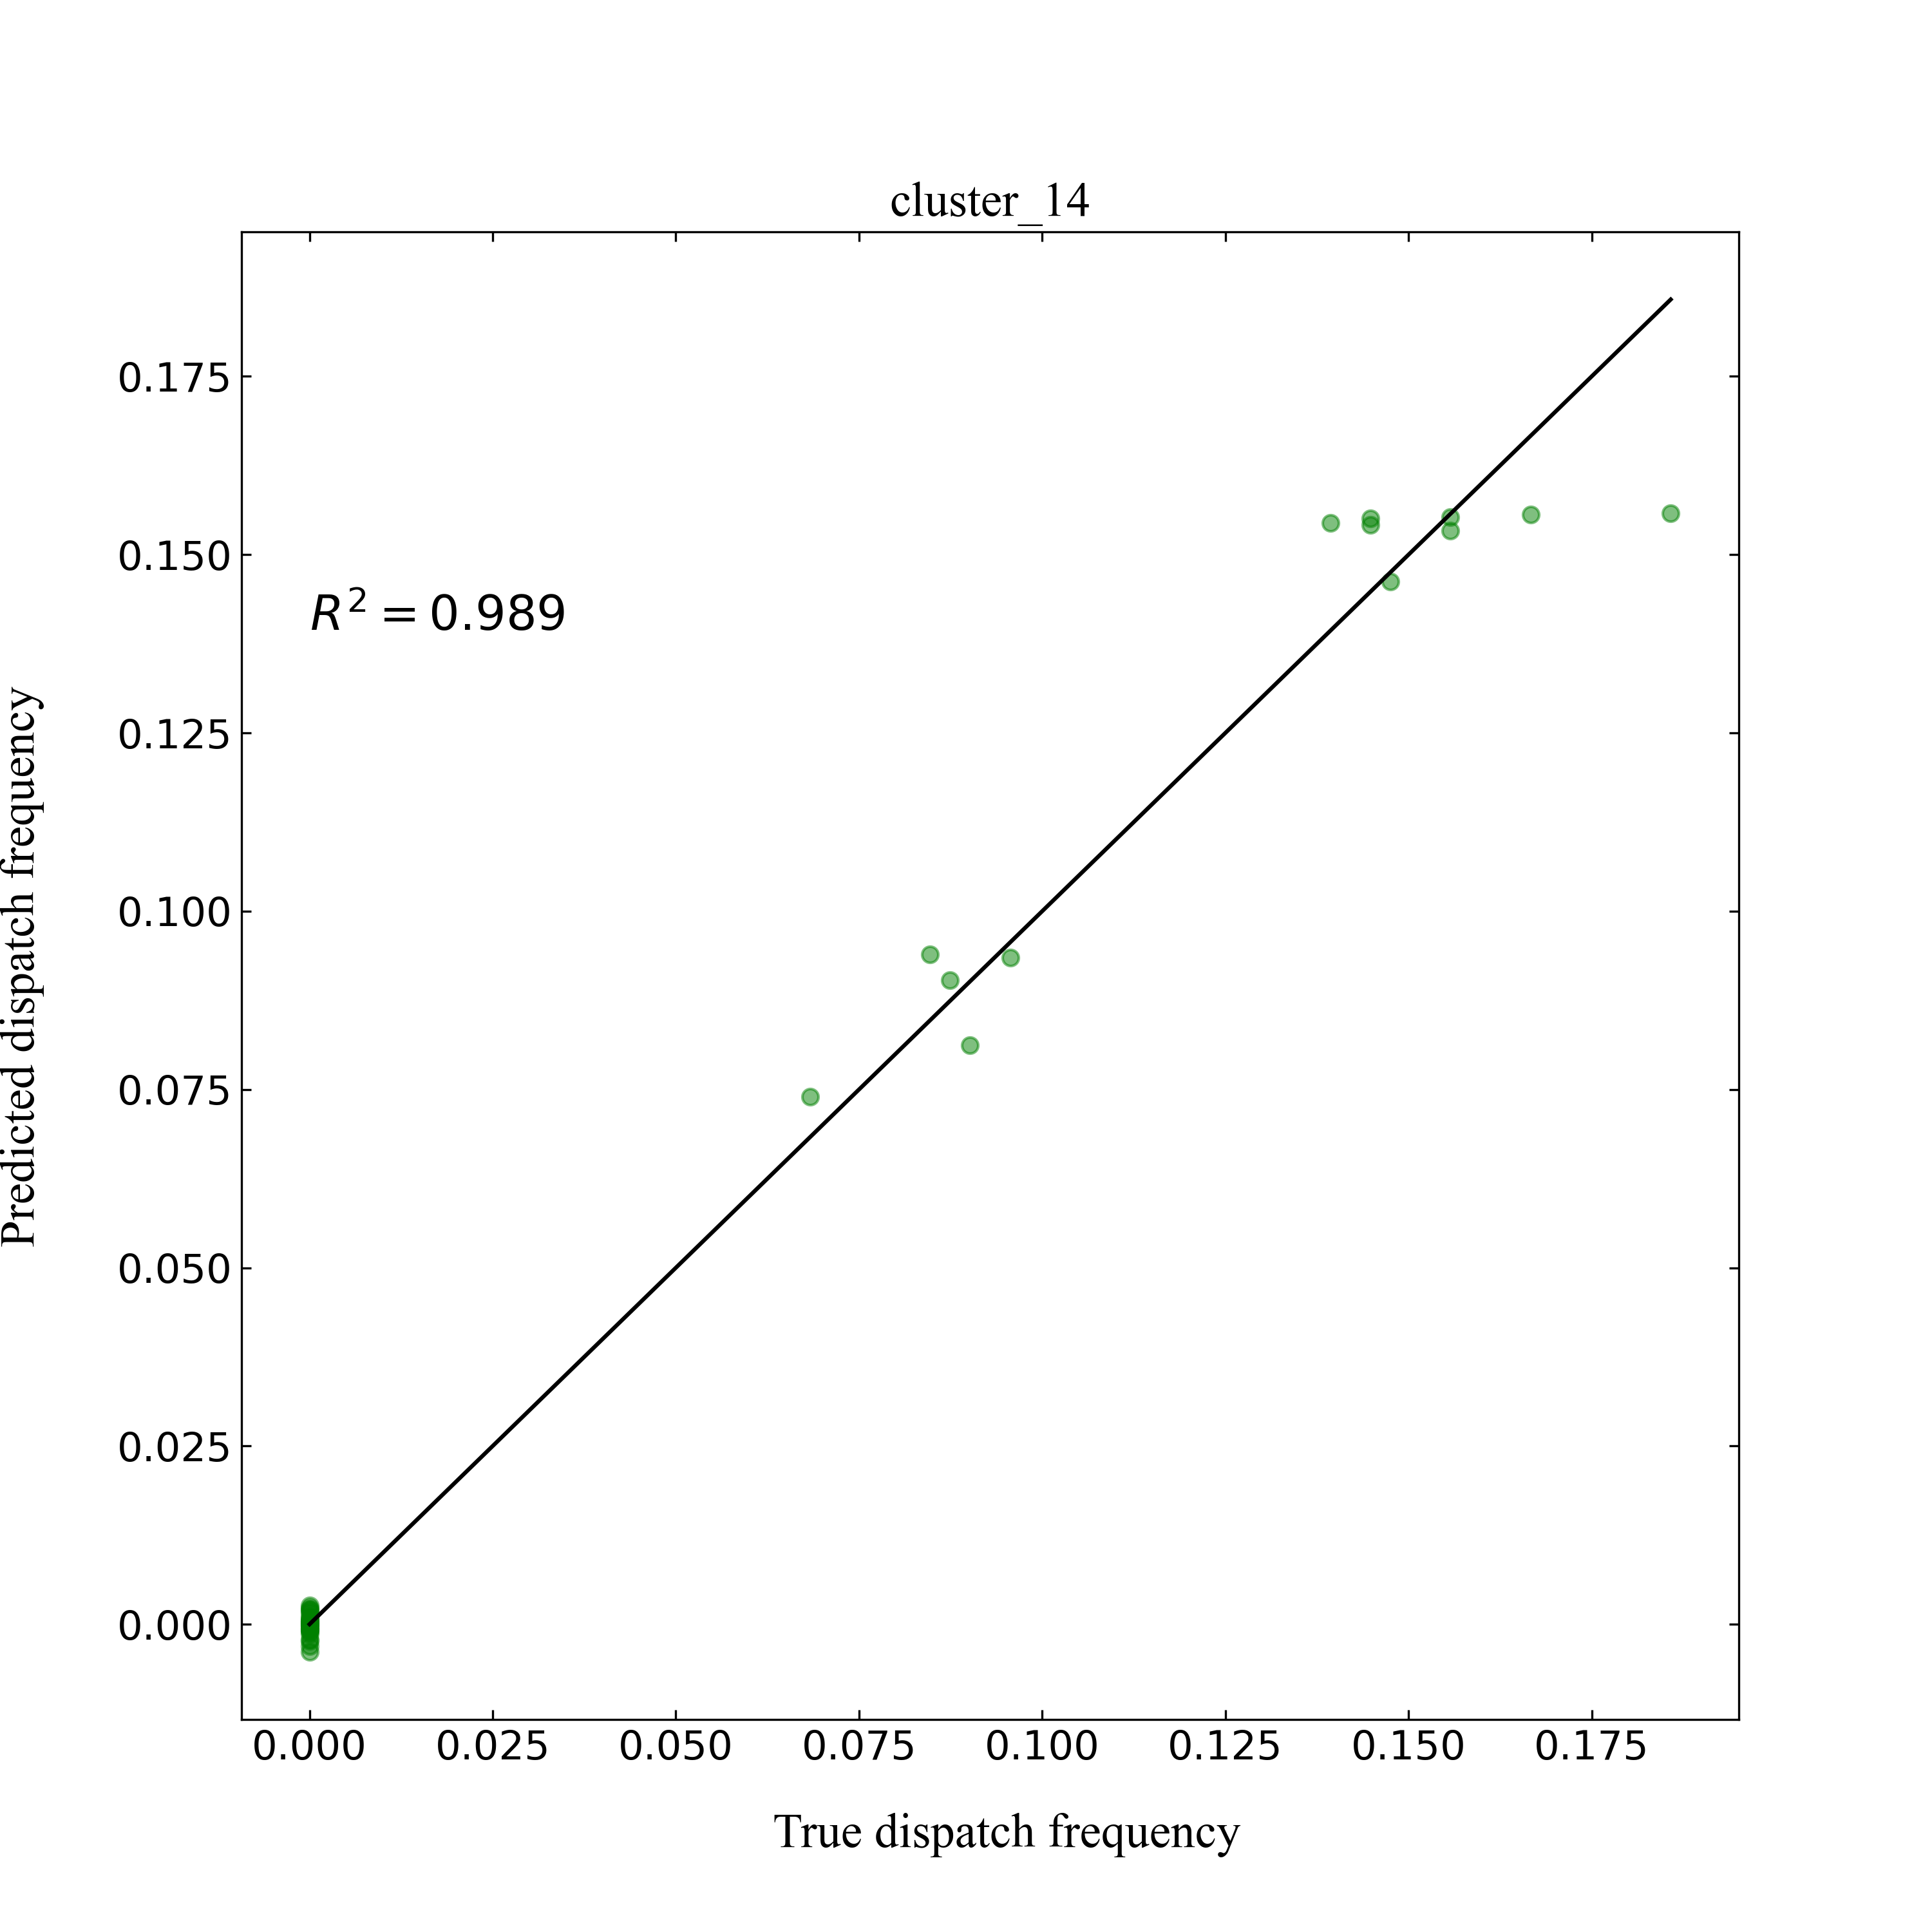 cluster_14
0.175
0.150
R² = 0.989
0.125
0.100
0.075
0.050
0.025
0.000
Predicted dispatch frequency
0.000 0.025 0.050 0.075 0.100 0.125 0.150 0.175
True dispatch frequency